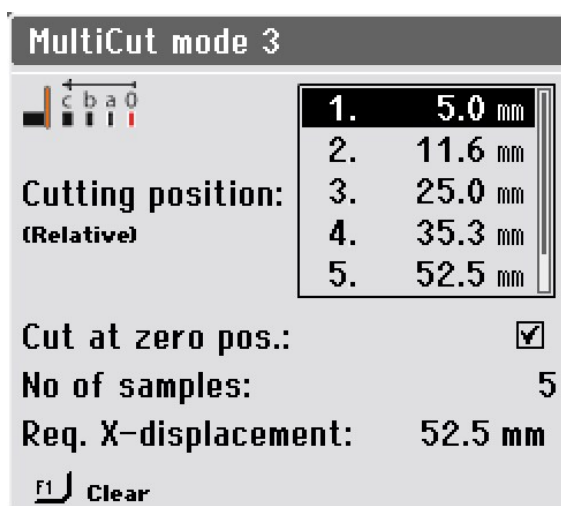 MultiCut mode 3
c b a 0
1. 5.0 mm
2. 11.6 mm
Cutting position: 3. 25.0 mm
(Relative) 4. 35.3 mm
5. 52.5 mm
Cut at zero pos.:
No of samples: 5
Req. X-displacement: 52.5 mm
F1 Clear